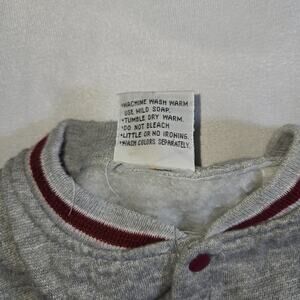 *MACHINE WASH WARM
USE MILD SOAP.
*TUMBLE DRY WARM.
*DO NOT BLEACH
*LITTLE OR NO IRONING.
*WASH COLORS SEPARATELY.